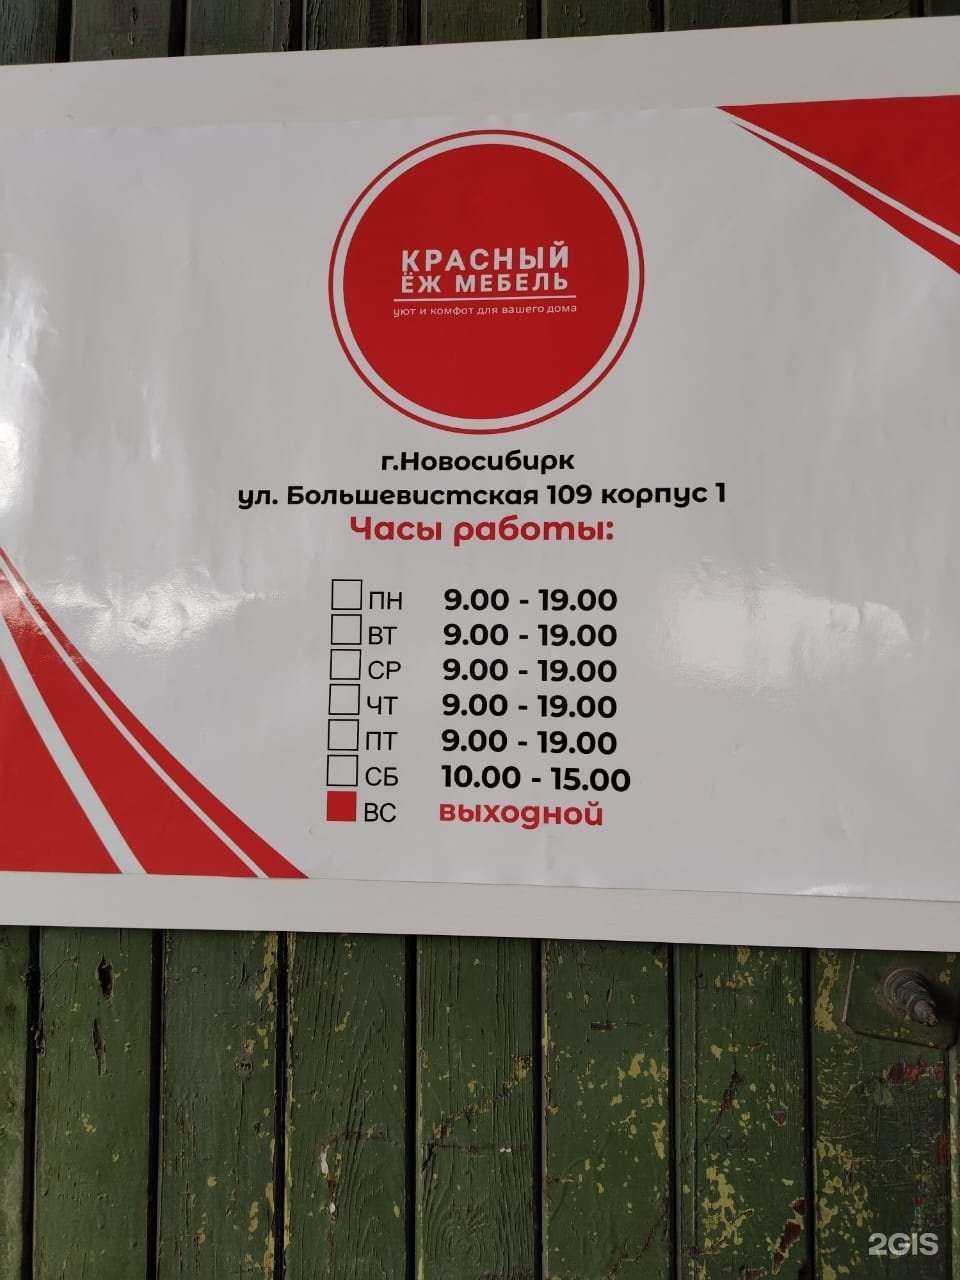 КРАСНЫЙ
ЁЖ МЕБЕЛЬ
уют и комфот для вашего дома
г.Новосибирк
ул. Большевистская 109 корпус 1
Часы работы:
ПН 9.00 - 19.00
ВТ 9.00 - 19.00
СР 9.00 - 19.00
ЧТ 9.00 - 19.00
ПТ 9.00 - 19.00
СБ 10.00 - 15.00
ВС выходной
2GIS